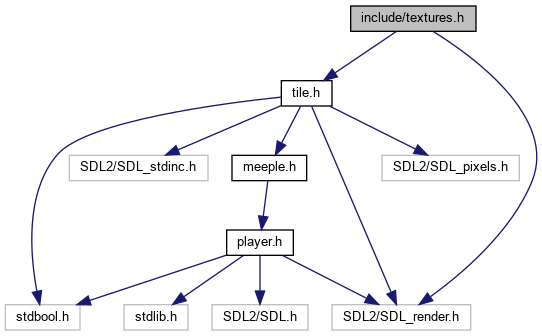 include/textures.h
tile.h
SDL2/SDL_stdinc.h
meeple.h
SDL2/SDL_pixels.h
player.h
stdbool.h
stdlib.h
SDL2/SDL.h
SDL2/SDL_render.h